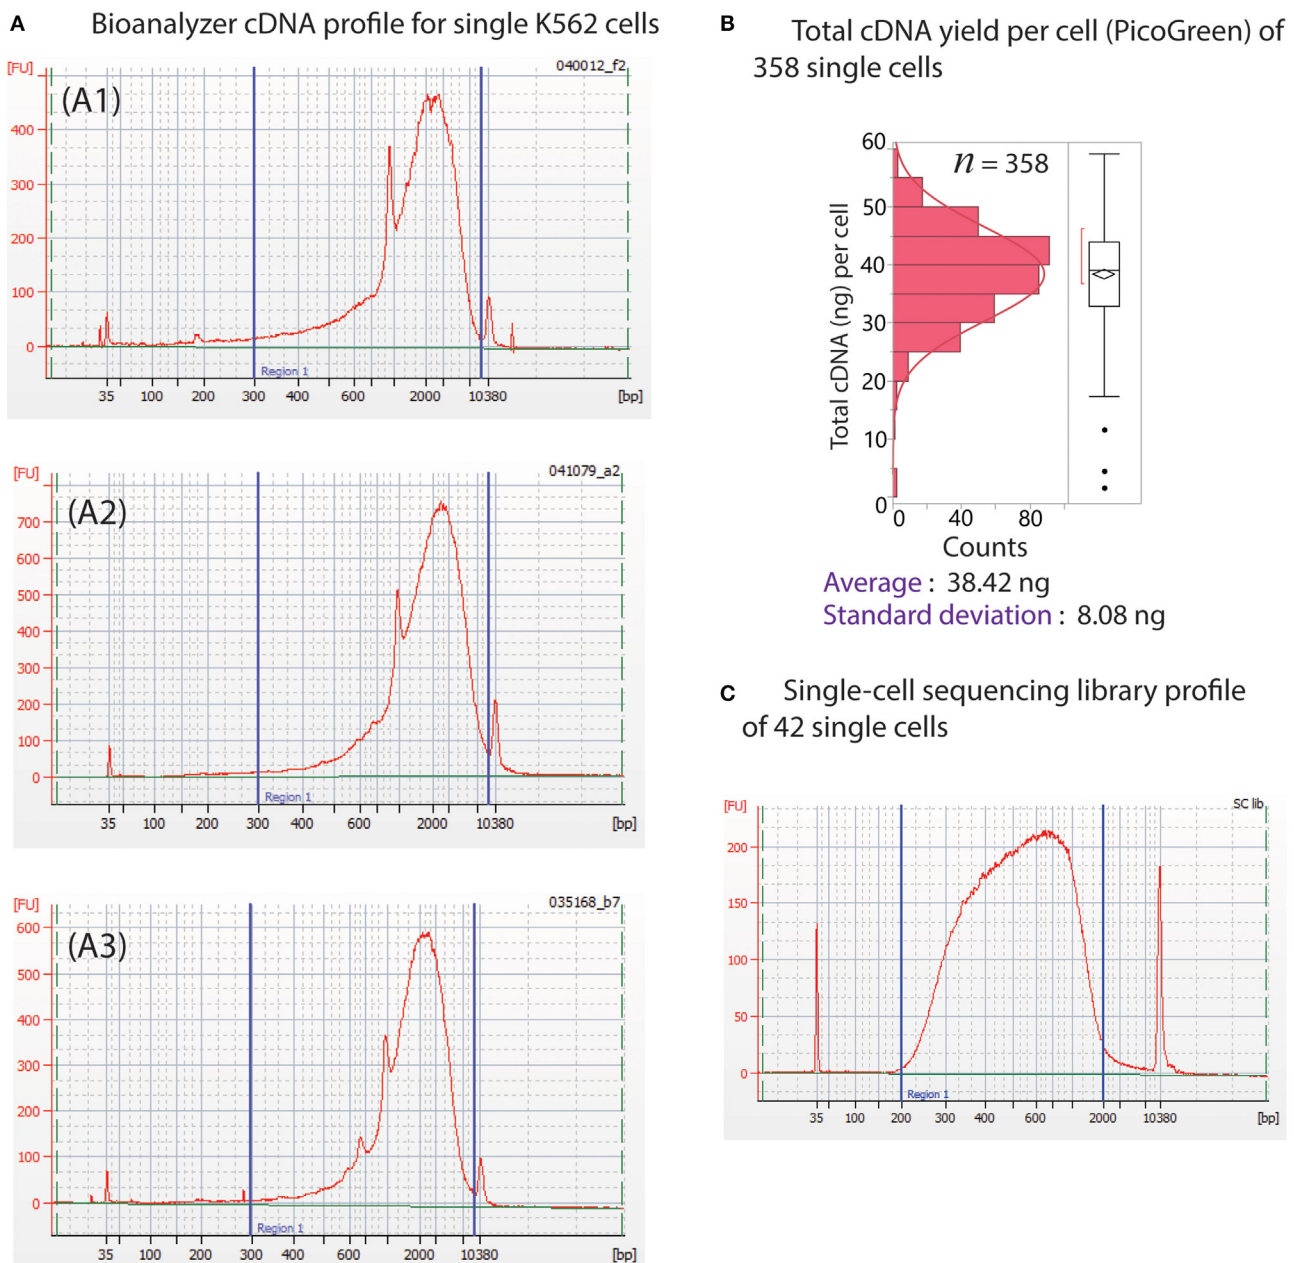 A Bioanalyzer cDNA profile for single K562 cells
[FU] 040012_f2
(A1)
400
300
200
100
0
Region 1
35 100 200 300 400 600 2000 10380 [bp]
[FU] 041079_a2
(A2)
700
600
500
400
300
200
100
0
Region 1
35 100 200 300 400 600 2000 10380 [bp]
[FU] 035168_b7
(A3)
600
500
400
300
200
100
0
Region 1
35 100 200 300 400 600 2000 10380 [bp]
B Total cDNA yield per cell (PicoGreen) of
358 single cells
n = 358
Total cDNA (ng) per cell
60
50
40
30
20
10
0
0 40 80
Counts
Average : 38.42 ng
Standard deviation : 8.08 ng
C Single-cell sequencing library profile
of 42 single cells
[FU] SC lib
200
150
100
50
0
Region 1
35 100 200 300 400 600 2000 10380 [bp]